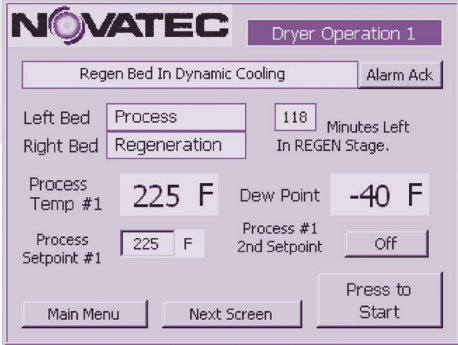 NOVATEC
Dryer Operation 1
Regen Bed In Dynamic Cooling
Alarm Ack
Left Bed Process
Right Bed Regeneration
118 Minutes Left
In REGEN Stage.
Process
Temp #1
225 F
Dew Point
-40 F
Process
Setpoint #1
225 F
Process #1
2nd Setpoint
Off
Main Menu
Next Screen
Press to
Start